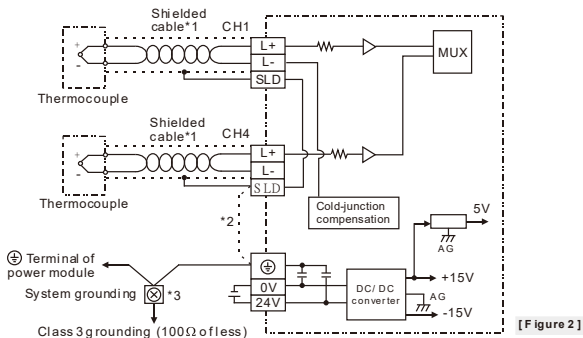 Shielded
cable*1
CH1
L+
L-
SLD
MUX
+
-
Thermocouple
Shielded
cable*1
CH4
L+
L-
SLD
+
-
Thermocouple
Cold-junction
compensation
*2
5V
AG
Terminal of
power module
System grounding
*3
0V
24V
DC/DC
converter
+15V
AG
-15V
Class 3 grounding (100Ω of less)
[Figure 2]